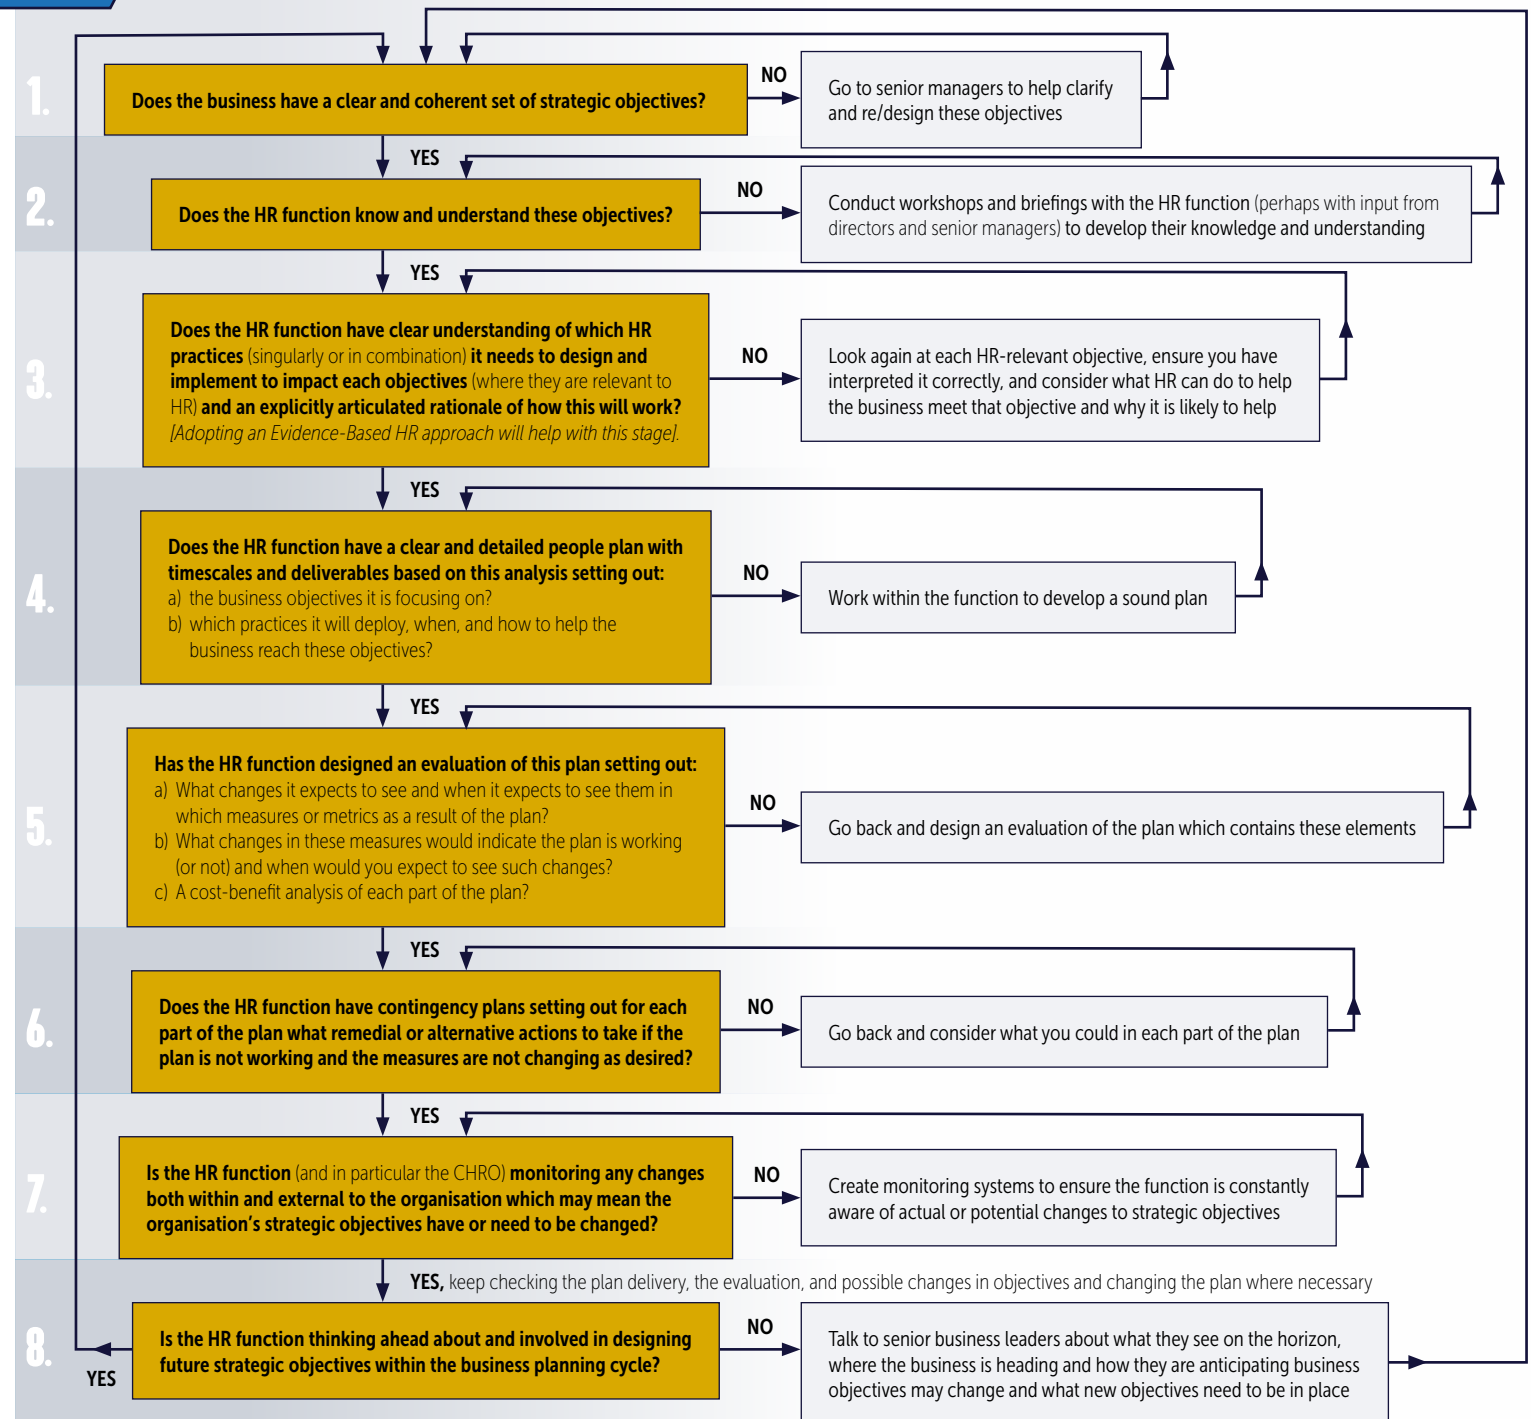 1.
Does the business have a clear and coherent set of strategic objectives?
NO
Go to senior managers to help clarify
and re/design these objectives
YES
2.
Does the HR function know and understand these objectives?
NO
Conduct workshops and briefings with the HR function (perhaps with input from
directors and senior managers) to develop their knowledge and understanding
YES
3.
Does the HR function have clear understanding of which HR
practices (singularly or in combination) it needs to design and
implement to impact each objectives (where they are relevant to
HR) and an explicitly articulated rationale of how this will work?
[Adopting an Evidence-Based HR approach will help with this stage].
NO
Look again at each HR-relevant objective, ensure you have
interpreted it correctly, and consider what HR can do to help
the business meet that objective and why it is likely to help
YES
4.
Does the HR function have a clear and detailed people plan with
timescales and deliverables based on this analysis setting out:
a) the business objectives it is focusing on?
b) which practices it will deploy, when, and how to help the
business reach these objectives?
NO
Work within the function to develop a sound plan
YES
5.
Has the HR function designed an evaluation of this plan setting out:
a) What changes it expects to see and when it expects to see them in
which measures or metrics as a result of the plan?
b) What changes in these measures would indicate the plan is working
(or not) and when would you expect to see such changes?
c) A cost-benefit analysis of each part of the plan?
NO
Go back and design an evaluation of the plan which contains these elements
YES
6.
Does the HR function have contingency plans setting out for each
part of the plan what remedial or alternative actions to take if the
plan is not working and the measures are not changing as desired?
NO
Go back and consider what you could in each part of the plan
YES
7.
Is the HR function (and in particular the CHRO) monitoring any changes
both within and external to the organisation which may mean the
organisation's strategic objectives have or need to be changed?
NO
Create monitoring systems to ensure the function is constantly
aware of actual or potential changes to strategic objectives
YES, keep checking the plan delivery, the evaluation, and possible changes in objectives and changing the plan where necessary
8.
Is the HR function thinking ahead about and involved in designing
future strategic objectives within the business planning cycle?
NO
Talk to senior business leaders about what they see on the horizon,
where the business is heading and how they are anticipating business
objectives may change and what new objectives need to be in place
YES